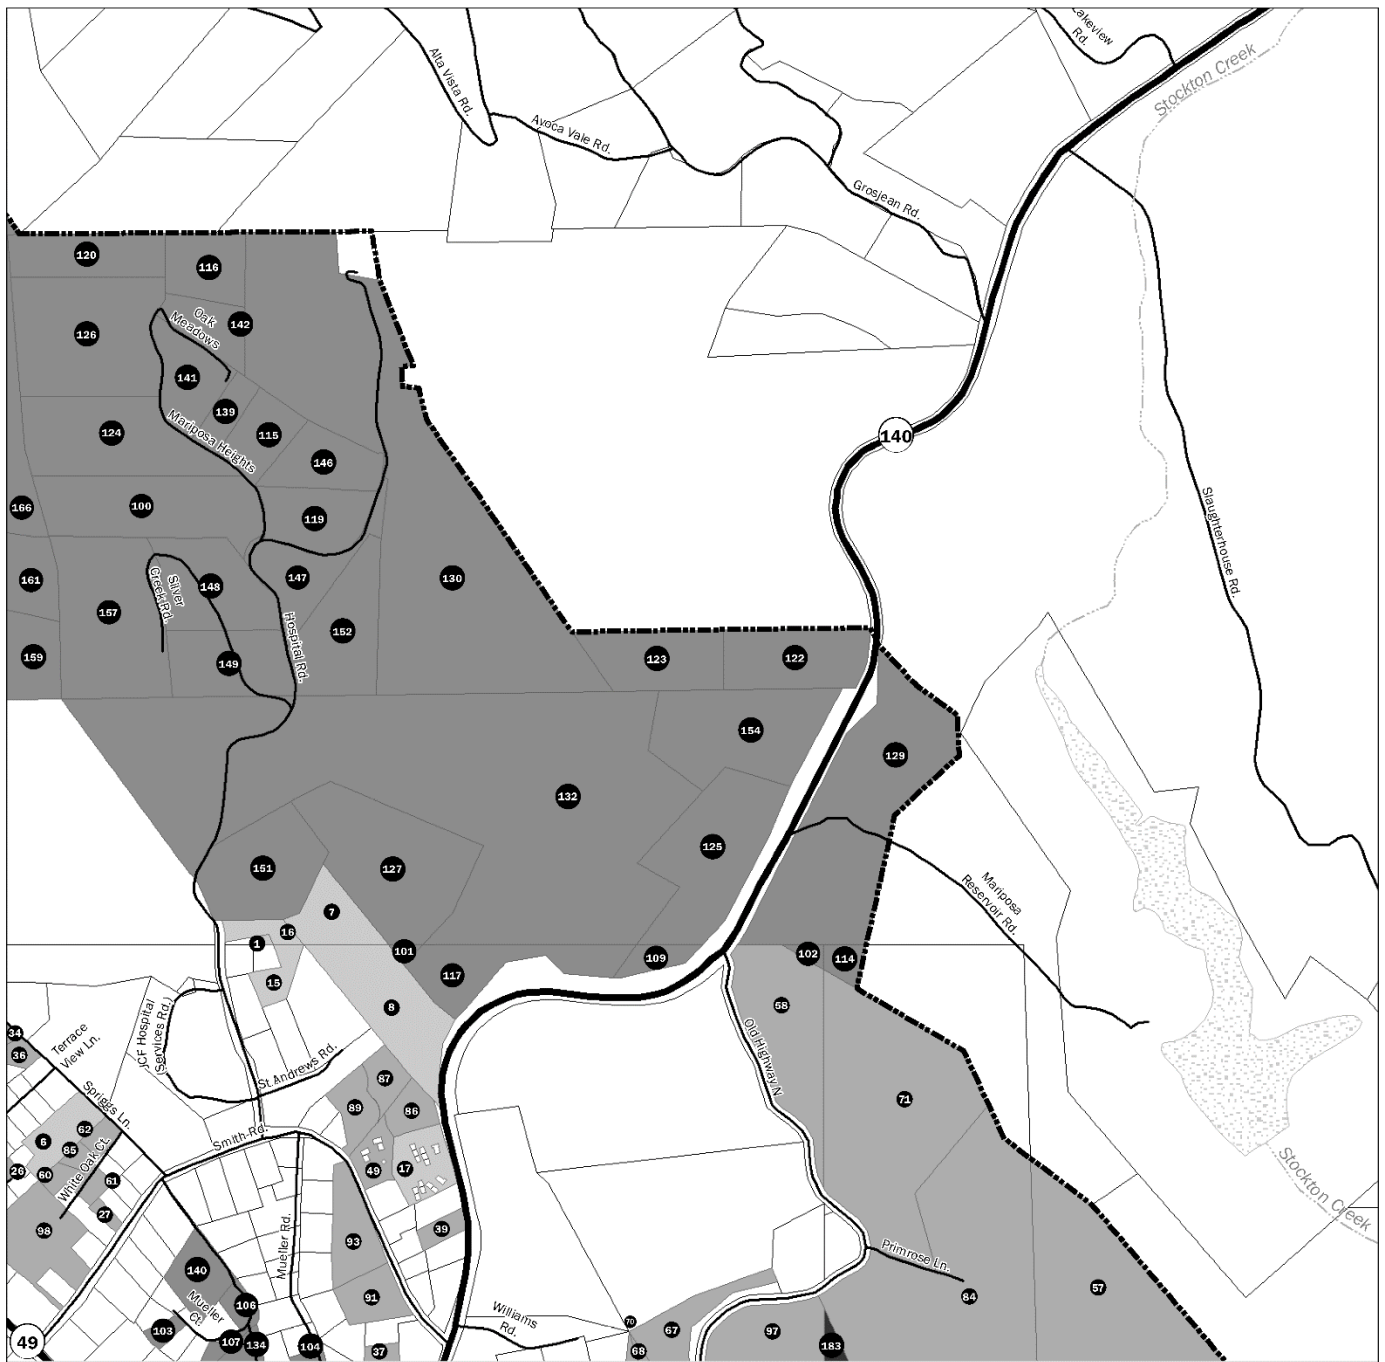 Lakeview
Rd.
Stockton Creek
Alta Vista Rd.
Avoca Vale Rd.
Grosjean Rd.
120
116
Oak
Meadows
142
126
141
139
115
124
Mariposa Heights
146
140
166
100
119
Slaughterhouse Rd.
161
157
Silver
Creek Rd.
148
147
130
152
Hospital Rd.
159
149
123
122
154
129
132
125
151
127
Mariposa
Reservoir Rd.
7
16
1
101
117
109
102
114
15
8
58
34
36
Terrace
View Ln.
JCF Hospital
(Services Rd.)
St Andrews Rd.
Old Highway N
87
89
86
71
Spriggs Ln.
Smith Rd.
6
62
85
26
60
White Oak Ct.
61
27
49
17
98
93
39
Mueller Rd.
Stockton Creek
Primrose Ln.
140
91
84
57
106
Mueller
Ct.
103
107
134
104
37
Williams
Rd.
70
67
68
97
183
49